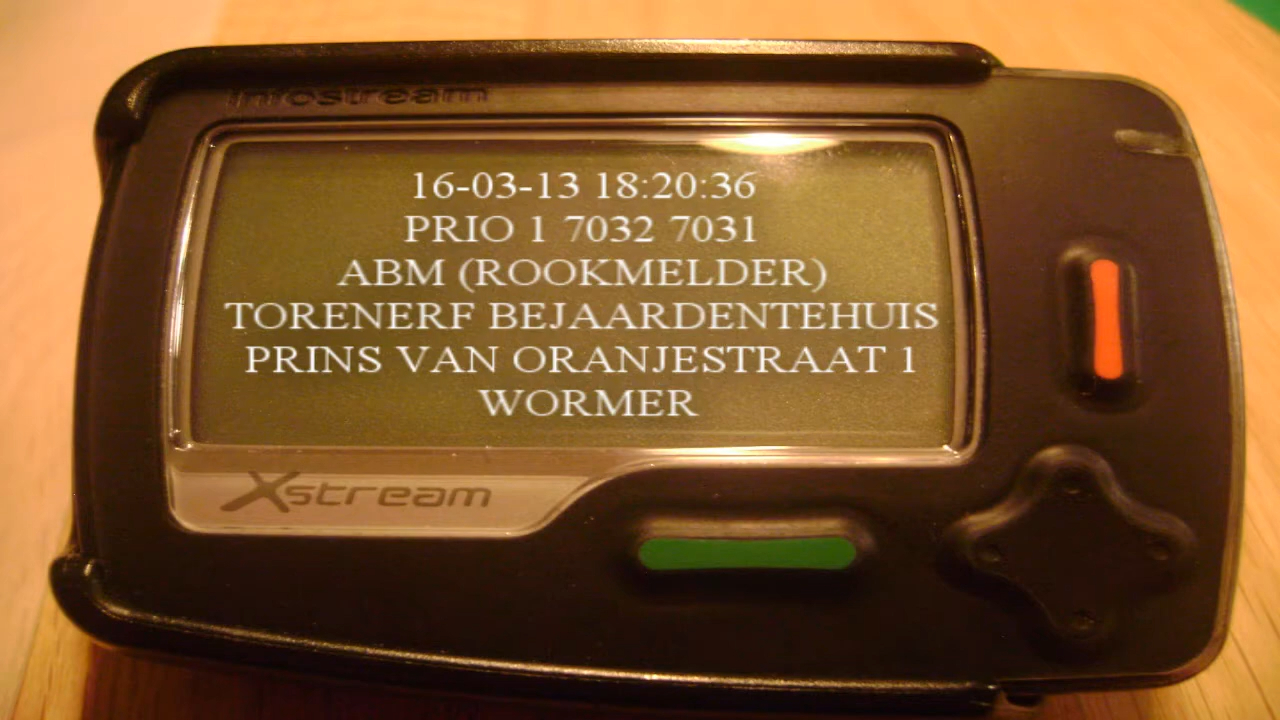 infostream
16-03-13 18:20:36
PRIO 1 7032 7031
ABM (ROOKMELDER)
TORENERF BEJAARDENTEHUIS
PRINS VAN ORANJESTRAAT 1
WORMER
Xstream